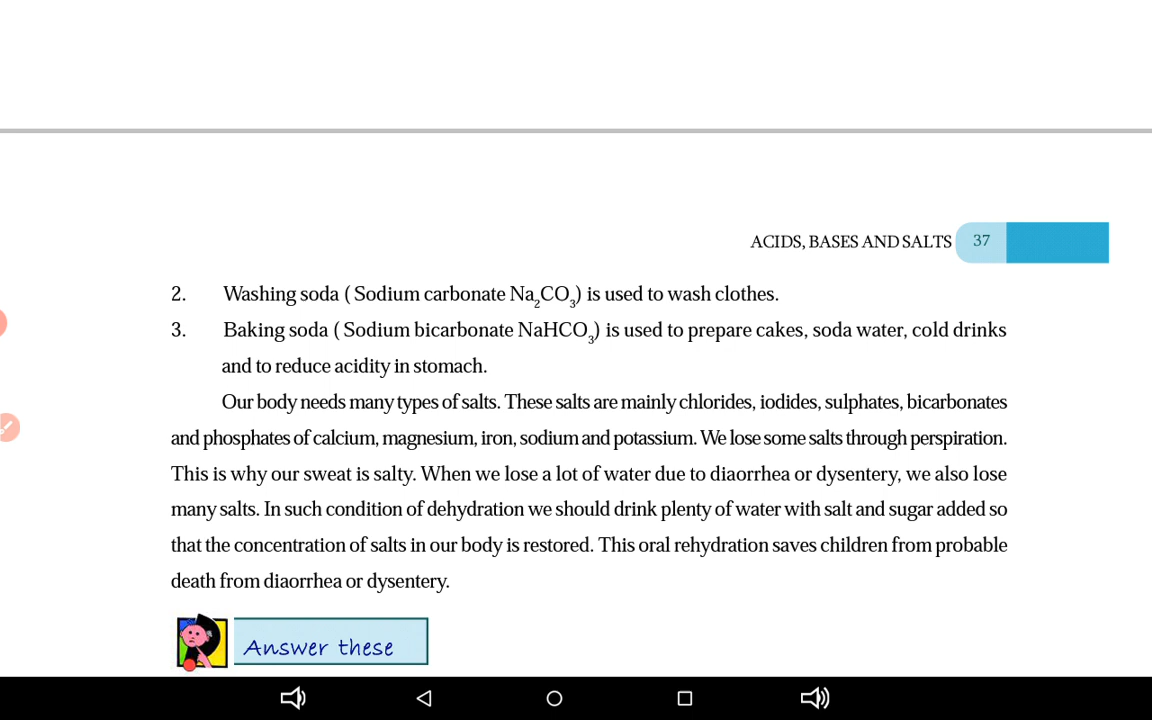 ACIDS, BASES AND SALTS 37
2. Washing soda ( Sodium carbonate Na₂CO₃) is used to wash clothes.
3. Baking soda ( Sodium bicarbonate NaHCO₃) is used to prepare cakes, soda water, cold drinks
and to reduce acidity in stomach.
Our body needs many types of salts. These salts are mainly chlorides, iodides, sulphates, bicarbonates
and phosphates of calcium, magnesium, iron, sodium and potassium. We lose some salts through perspiration.
This is why our sweat is salty. When we lose a lot of water due to diaorrhea or dysentery, we also lose
many salts. In such condition of dehydration we should drink plenty of water with salt and sugar added so
that the concentration of salts in our body is restored. This oral rehydration saves children from probable
death from diaorrhea or dysentery.
Answer these